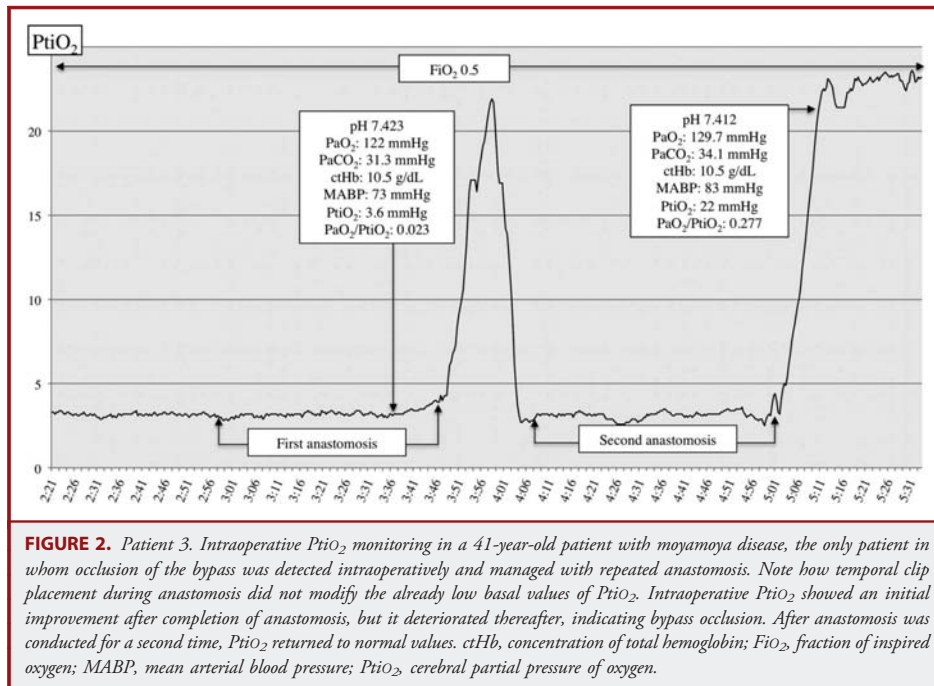 PtiO₂
FiO₂ 0.5
pH 7.423
PaO₂: 122 mmHg
PaCO₂: 31.3 mmHg
ctHb: 10.5 g/dL
MABP: 73 mmHg
PtiO₂: 3.6 mmHg
PaO₂/PtiO₂: 0.023
pH 7.412
PaO₂: 129.7 mmHg
PaCO₂: 34.1 mmHg
ctHb: 10.5 g/dL
MABP: 83 mmHg
PtiO₂: 22 mmHg
PaO₂/PtiO₂: 0.277
20
15
10
5
0
First anastomosis
Second anastomosis
2:21 2:26 2:31 2:36 2:41 2:46 2:51 2:56 3:01 3:06 3:11 3:16 3:21 3:26 3:31 3:36 3:41 3:46 3:51 3:56 4:01 4:06 4:11 4:16 4:21 4:26 4:31 4:36 4:41 4:46 4:51 4:56 5:01 5:06 5:11 5:16 5:21 5:26 5:31
FIGURE 2. Patient 3. Intraoperative PtiO₂ monitoring in a 41-year-old patient with moyamoya disease, the only patient in
whom occlusion of the bypass was detected intraoperatively and managed with repeated anastomosis. Note how temporal clip
placement during anastomosis did not modify the already low basal values of PtiO₂. Intraoperative PtiO₂ showed an initial
improvement after completion of anastomosis, but it deteriorated thereafter, indicating bypass occlusion. After anastomosis was
conducted for a second time, PtiO₂ returned to normal values. ctHb, concentration of total hemoglobin; FiO₂, fraction of inspired
oxygen; MABP, mean arterial blood pressure; PtiO₂, cerebral partial pressure of oxygen.